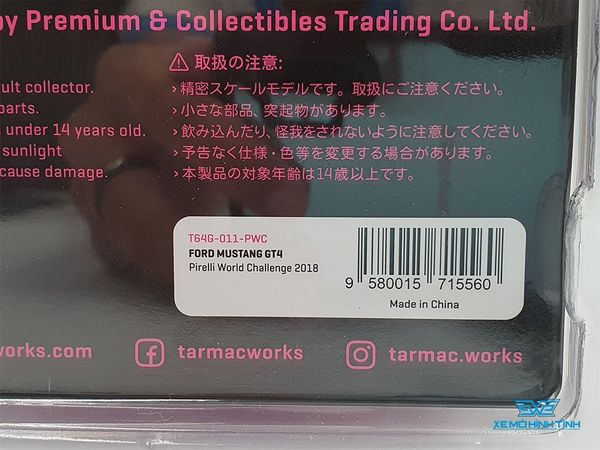 by Premium & Collectibles Trading Co. Ltd.
ult collector.
parts.
under 14 years old.
sunlight
cause damage.
⚠ 取扱の注意:
›精密スケールモデルです。取扱にご注意ください。
›小さな部品、突起物があります。
›飲み込んだり、怪我をされないように注意してください。
›予告なく仕様・色等を変更する場合があります。
›本製品の対象年齢は14歳以上です。
T64G-011-PWC
FORD MUSTANG GT4
Pirelli World Challenge 2018
9 580015 715560
Made in China
works.com
tarmacworks
tarmac.works
XE MÔ HÌNH TĨNH